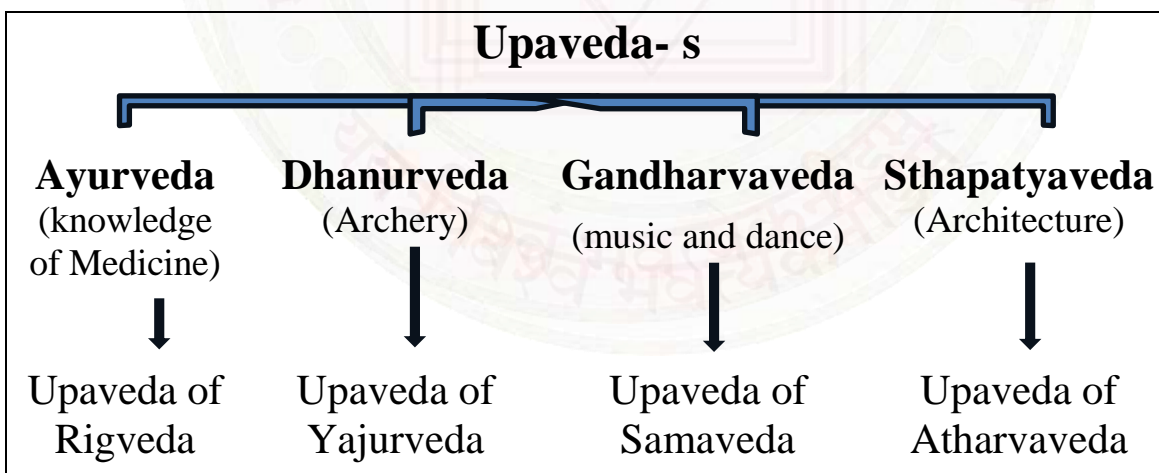 Upaveda- s
Ayurveda
(knowledge
of Medicine)
Dhanurveda
(Archery)
Gandharvaveda
(music and dance)
Sthapatyaveda
(Architecture)
Upaveda of
Rigveda
Upaveda of
Yajurveda
Upaveda of
Samaveda
Upaveda of
Atharvaveda